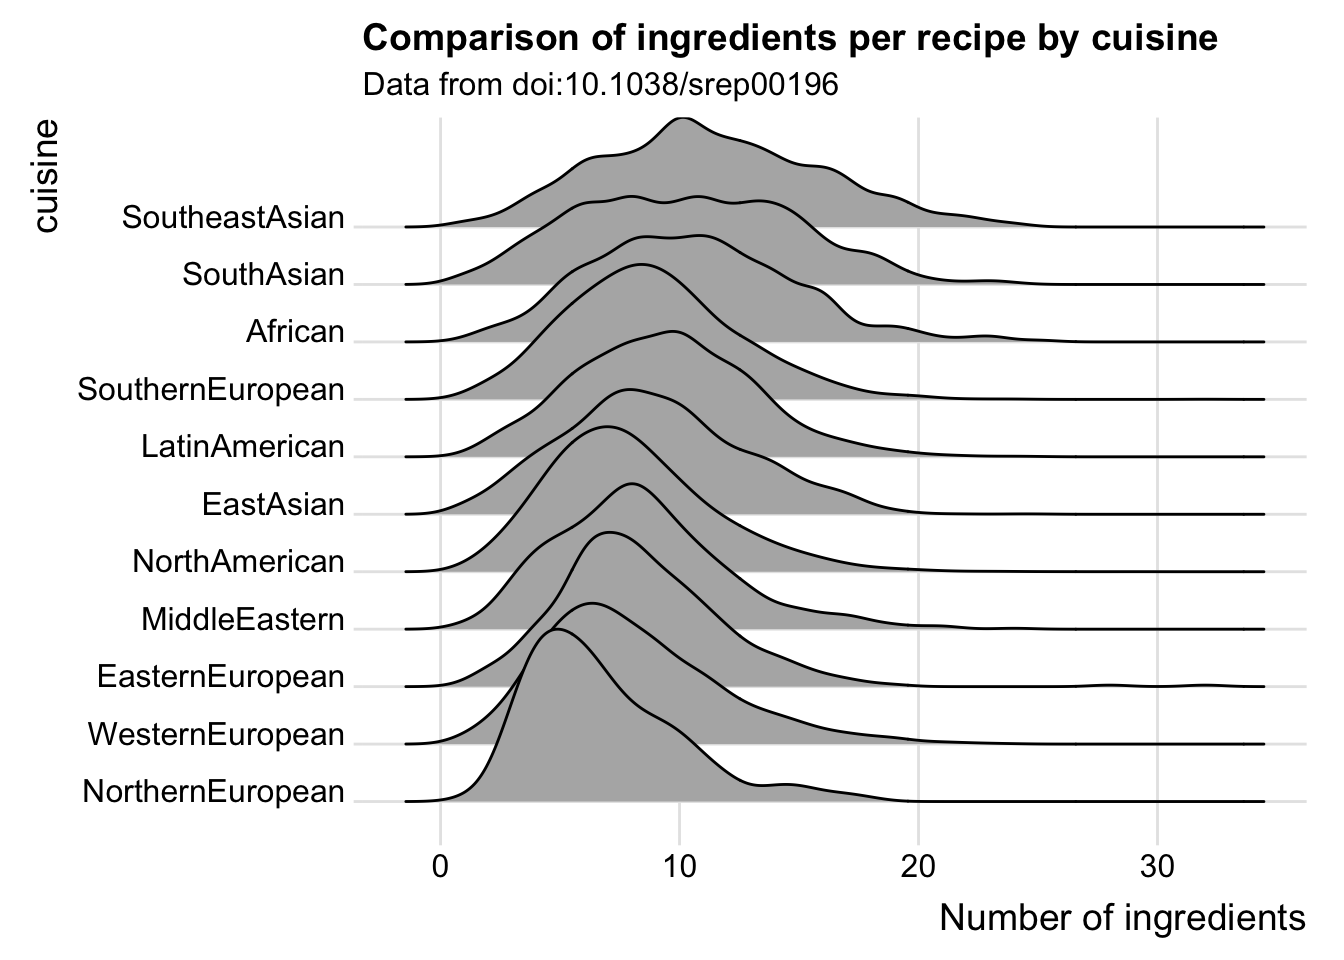 Comparison of ingredients per recipe by cuisine
Data from doi:10.1038/srep00196
cuisine
SoutheastAsian
SouthAsian
African
SouthernEuropean
LatinAmerican
EastAsian
NorthAmerican
MiddleEastern
EasternEuropean
WesternEuropean
NorthernEuropean
0 10 20 30
Number of ingredients